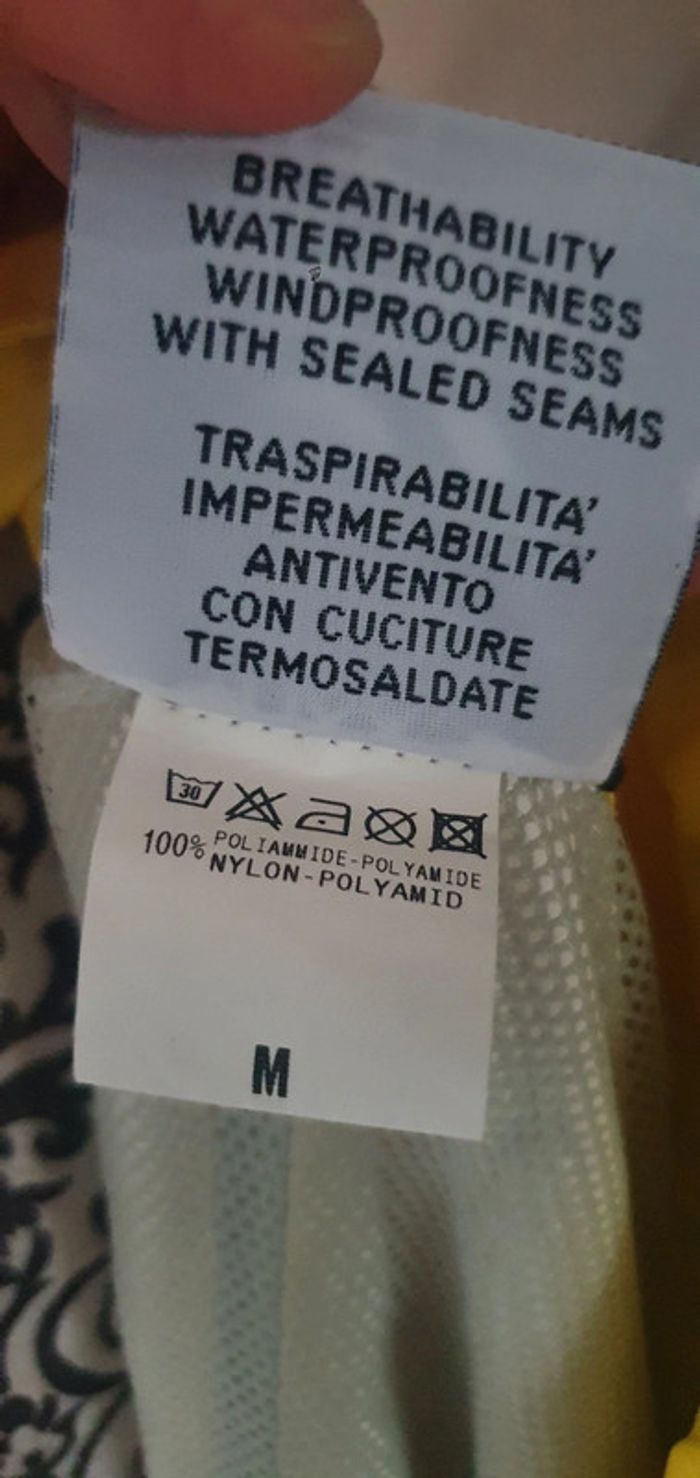 BREATHABILITY
WATERPROOFNESS
WINDPROOFNESS
WITH SEALED SEAMS
TRASPIRABILITA'
IMPERMEABILITA'
ANTIVENTO
CON CUCITURE
TERMOSALDATE
30
100% POLIAMMIDE-POLYAMIDE
NYLON-POLYAMID
M